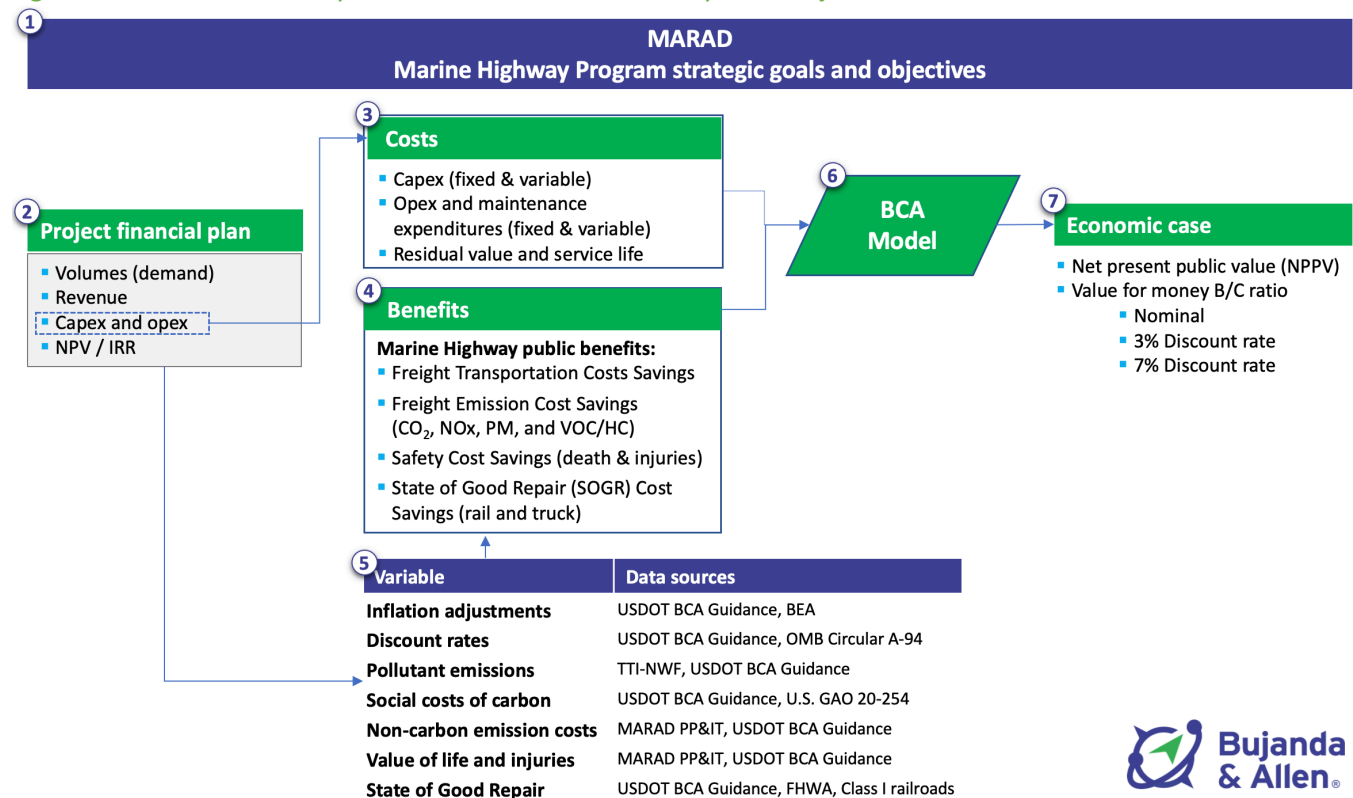 1
MARAD
Marine Highway Program strategic goals and objectives
2
Project financial plan
Volumes (demand)
Revenue
Capex and opex
NPV / IRR
3
Costs
Capex (fixed & variable)
Opex and maintenance
expenditures (fixed & variable)
Residual value and service life
4
Benefits
Marine Highway public benefits:
Freight Transportation Costs Savings
Freight Emission Cost Savings
(CO₂, NOx, PM, and VOC/HC)
Safety Cost Savings (death & injuries)
State of Good Repair (SOGR) Cost
Savings (rail and truck)
5
Variable Data sources
Inflation adjustments USDOT BCA Guidance, BEA
Discount rates USDOT BCA Guidance, OMB Circular A-94
Pollutant emissions TTI-NWF, USDOT BCA Guidance
Social costs of carbon USDOT BCA Guidance, U.S. GAO 20-254
Non-carbon emission costs MARAD PP&IT, USDOT BCA Guidance
Value of life and injuries MARAD PP&IT, USDOT BCA Guidance
State of Good Repair USDOT BCA Guidance, FHWA, Class I railroads
6
BCA
Model
7
Economic case
Net present public value (NPPV)
Value for money B/C ratio
Nominal
3% Discount rate
7% Discount rate
Bujanda
& Allen®